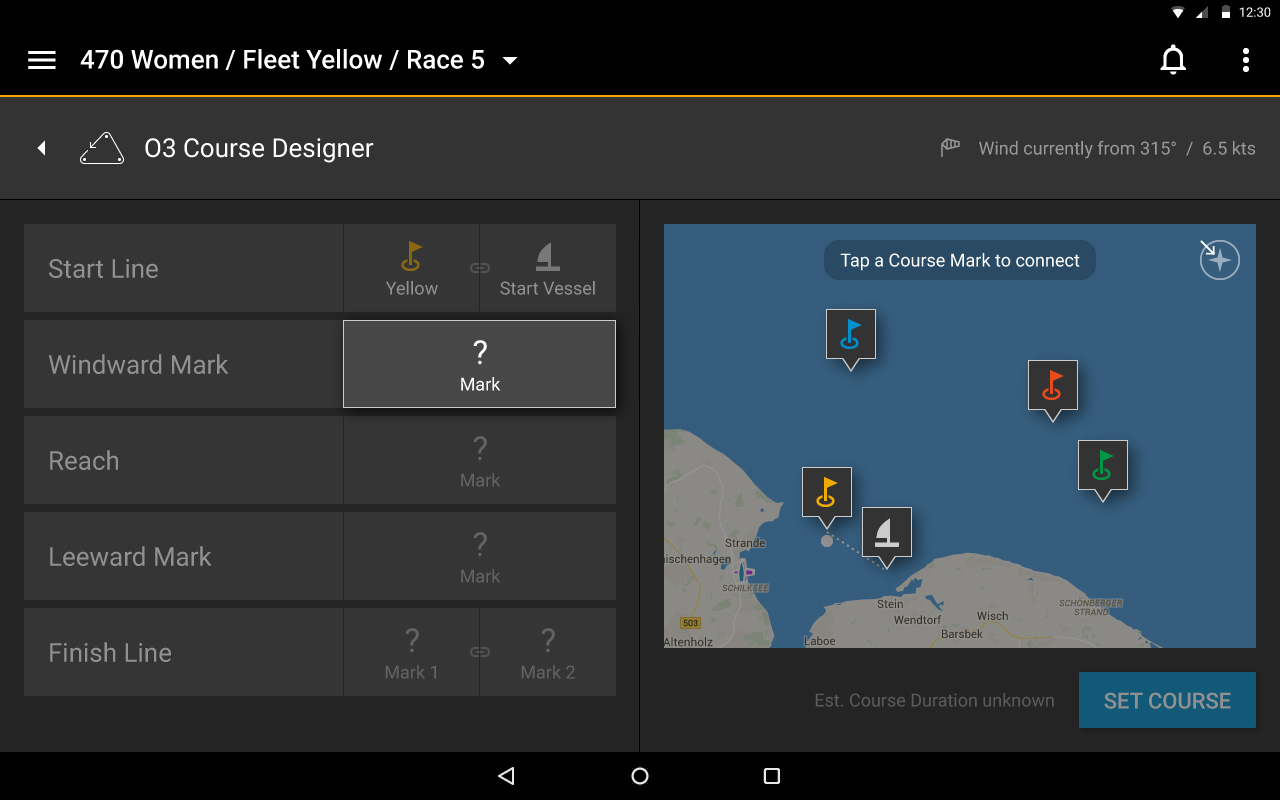 12:30
470 Women / Fleet Yellow / Race 5
O3 Course Designer
Wind currently from 315° / 6.5 kts
Start Line
Yellow
Start Vessel
Windward Mark
?
Mark
Reach
?
Mark
Leeward Mark
?
Mark
Finish Line
?
Mark 1
?
Mark 2
Tap a Course Mark to connect
Strande
ischenhagen
SCHILKSEE
503
Altenholz
Laboe
Stein
Wendtorf
Barsbek
Wisch
SCHÖNBERGER
STRAND
Est. Course Duration unknown
SET COURSE